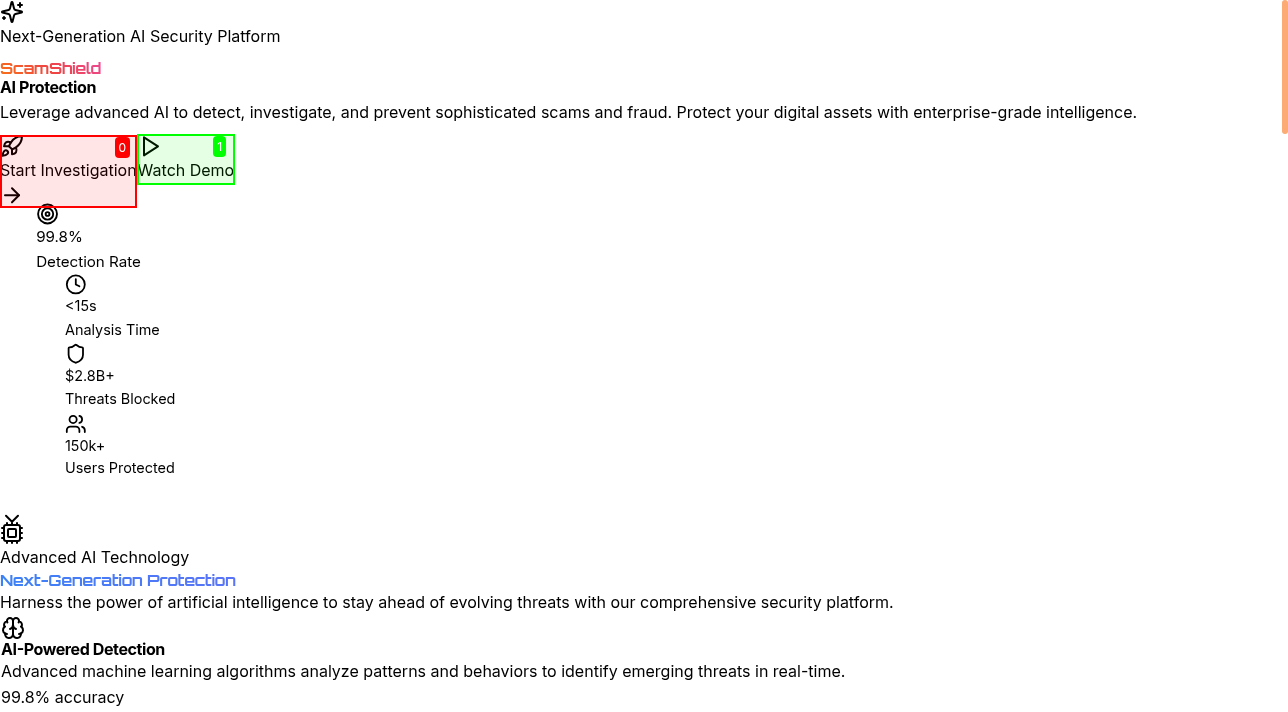 Next-Generation AI Security Platform
ScamShield
AI Protection
Leverage advanced AI to detect, investigate, and prevent sophisticated scams and fraud. Protect your digital assets with enterprise-grade intelligence.
0
1
Start Investigation
Watch Demo
99.8%
Detection Rate
<15s
Analysis Time
$2.8B+
Threats Blocked
150k+
Users Protected
Advanced AI Technology
Next-Generation Protection
Harness the power of artificial intelligence to stay ahead of evolving threats with our comprehensive security platform.
AI-Powered Detection
Advanced machine learning algorithms analyze patterns and behaviors to identify emerging threats in real-time.
99.8% accuracy